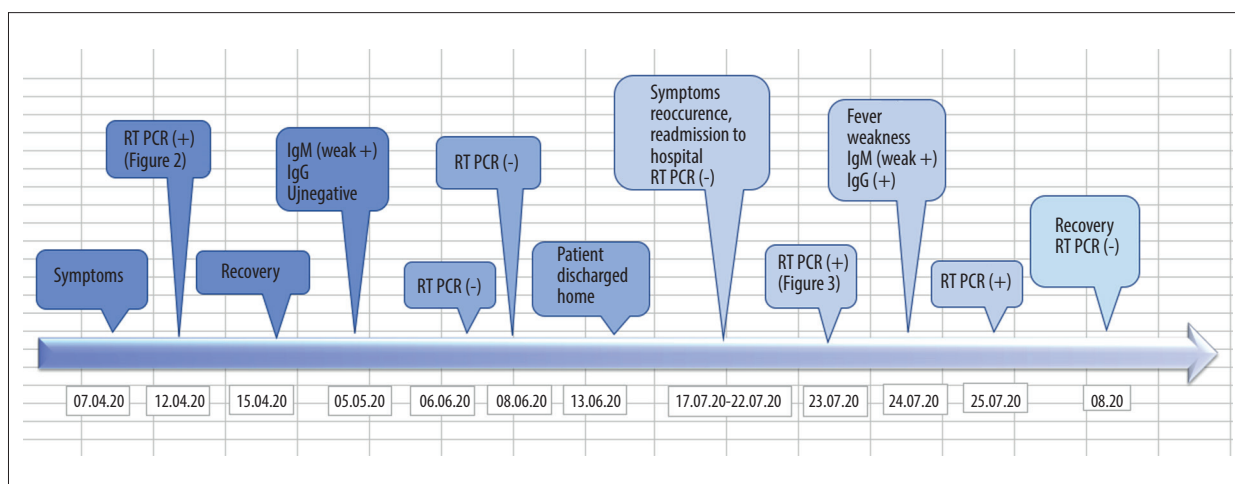 Symptoms
RT PCR (+)
(Figure 2)
Recovery
IgM (weak +)
IgG
Ujnegative
RT PCR (-)
RT PCR (-)
Patient
discharged
home
Symptoms
reoccurence,
readmission to
hospital
RT PCR (-)
RT PCR (+)
(Figure 3)
Fever
weakness
IgM (weak +)
IgG (+)
RT PCR (+)
Recovery
RT PCR (-)
07.04.20
12.04.20
15.04.20
05.05.20
06.06.20
08.06.20
13.06.20
17.07.20-22.07.20
23.07.20
24.07.20
25.07.20
08.20